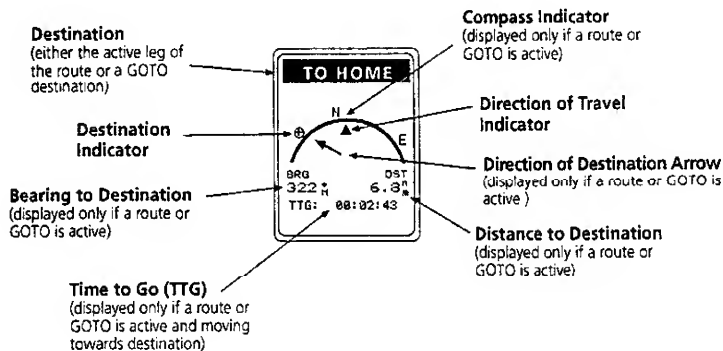 Destination
(either the active leg of
the route or a GOTO
destination)
Compass Indicator
(displayed only if a route or
GOTO is active)
TO HOME
N
E
Direction of Travel
Indicator
Destination
Indicator
Direction of Destination Arrow
(displayed only if a route or GOTO is
active )
BRG
DST
322°M
6.8
TTG: 00:02:43
Bearing to Destination
(displayed only if a route or
GOTO is active)
Distance to Destination
(displayed only if a route or
GOTO is active)
Time to Go (TTG)
(displayed only if a route or
GOTO is active and moving
towards destination)